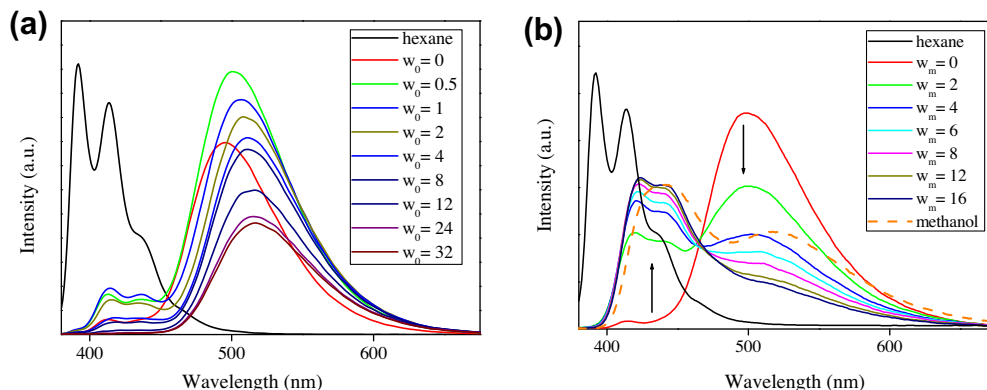 (a)
Intensity (a.u.)
hexane
w0= 0
w0= 0.5
w0= 1
w0= 2
w0= 4
w0= 8
w0= 12
w0= 24
w0= 32
400
500
600
Wavelength (nm)
(b)
Intensity (a.u.)
hexane
wm= 0
wm= 2
wm= 4
wm= 6
wm= 8
wm= 12
wm= 16
methanol
400
500
600
Wavelength (nm)